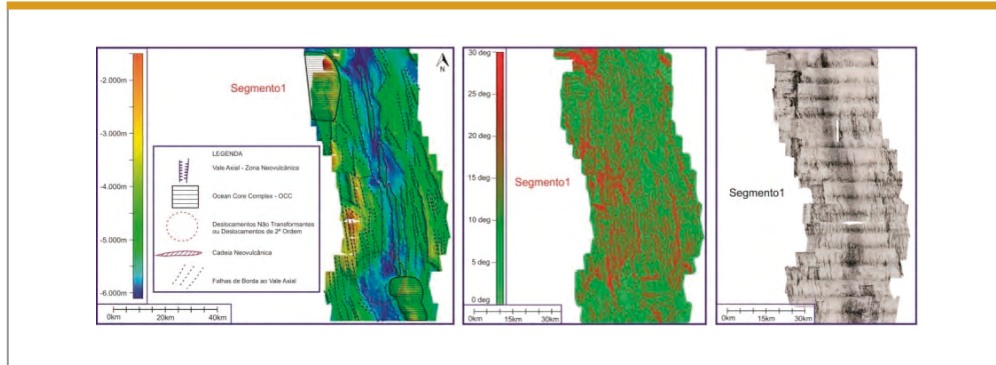 Segmento1
N
-2.000m
-3.000m
-4.000m
-5.000m
-6.000m
LEGENDA
Vale Axial - Zona Neovulcânica
Ocean Core Complex - OCC
Deslocamentos Não Transformantes
ou Deslocamentos de 2ª Ordem
Cadeia Neovulcânica
Falhas de Borda ao Vale Axial
0km 20km 40km
30 deg
25 deg
20 deg
15 deg
10 deg
5 deg
0 deg
Segmento1
0km 15km 30km
Segmento1
0km 15km 30km